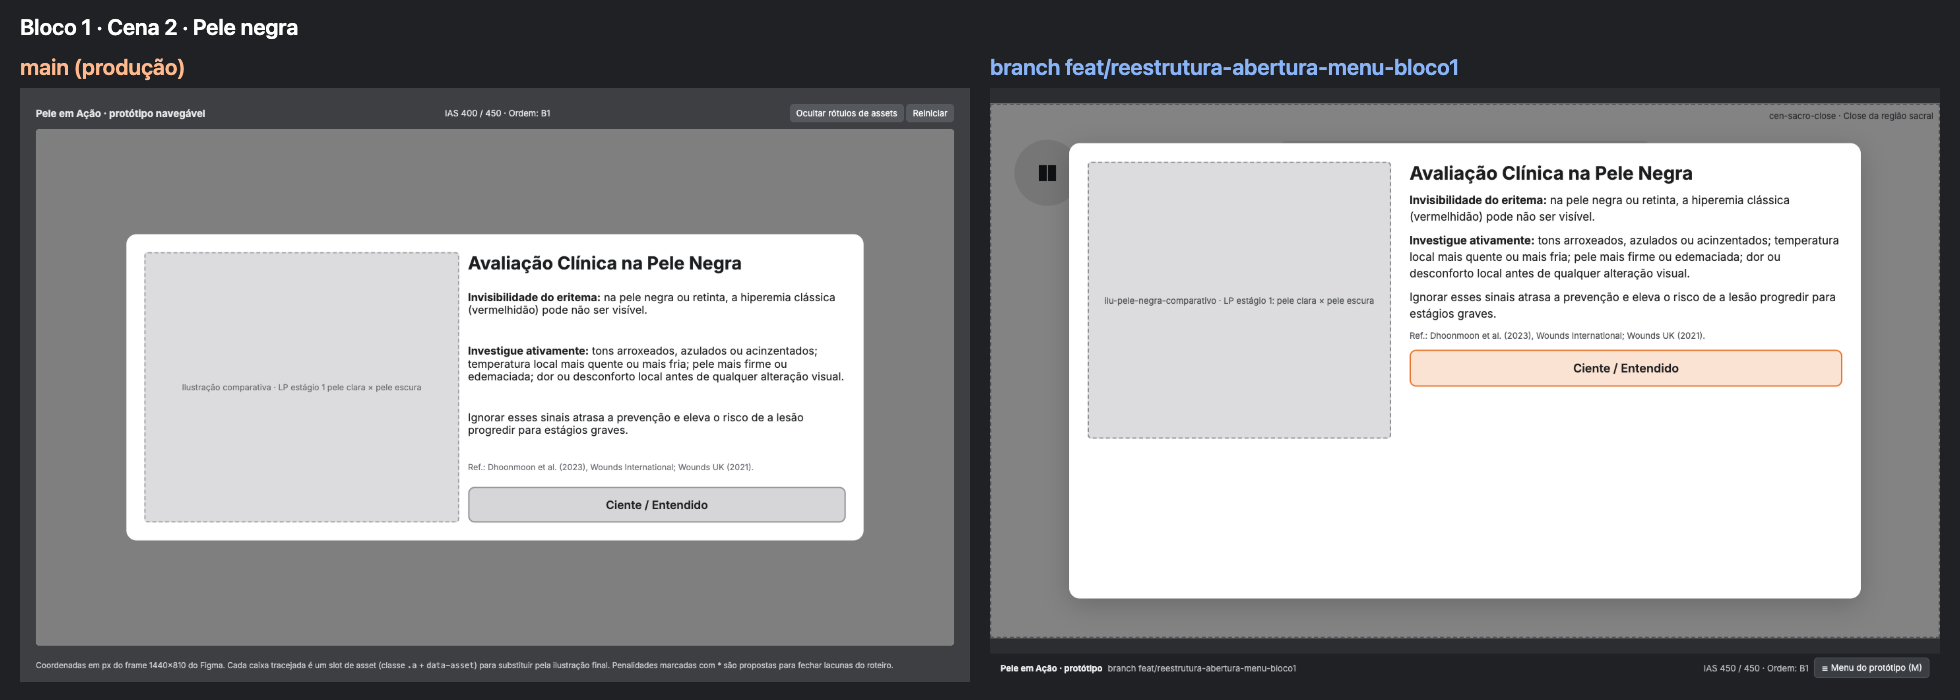 Bloco 1 · Cena 2 · Pele negra
main (produção)
Pele em Ação · protótipo navegável
IAS 400 / 450 · Ordem: B1
Ocultar rótulos de assets
Reiniciar
Ilustração comparativa · LP estágio 1 pele clara × pele escura
Avaliação Clínica na Pele Negra
Invisibilidade do eritema: na pele negra ou retinta, a hiperemia clássica
(vermelhidão) pode não ser visível.
Investigue ativamente: tons arroxeados, azulados ou acinzentados;
temperatura local mais quente ou mais fria; pele mais firme ou
edemaciada; dor ou desconforto local antes de qualquer alteração visual.
Ignorar esses sinais atrasa a prevenção e eleva o risco de a lesão
progredir para estágios graves.
Ref.: Dhoonmoon et al. (2023), Wounds International; Wounds UK (2021).
Ciente / Entendido
Coordenadas em px do frame 1440×810 do Figma. Cada caixa tracejada é um slot de asset (classe .a + data-asset) para substituir pela ilustração final. Penalidades marcadas com * são propostas para fechar lacunas do roteiro.
branch feat/reestrutura-abertura-menu-bloco1
cen-sacro-close · Close da região sacral
ilu-pele-negra-comparativo · LP estágio 1: pele clara × pele escura
Avaliação Clínica na Pele Negra
Invisibilidade do eritema: na pele negra ou retinta, a hiperemia clássica
(vermelhidão) pode não ser visível.
Investigue ativamente: tons arroxeados, azulados ou acinzentados; temperatura
local mais quente ou mais fria; pele mais firme ou edemaciada; dor ou
desconforto local antes de qualquer alteração visual.
Ignorar esses sinais atrasa a prevenção e eleva o risco de a lesão progredir para
estágios graves.
Ref.: Dhoonmoon et al. (2023), Wounds International; Wounds UK (2021).
Ciente / Entendido
Pele em Ação · protótipo branch feat/reestrutura-abertura-menu-bloco1
IAS 450 / 450 · Ordem: B1
≡ Menu do protótipo (M)